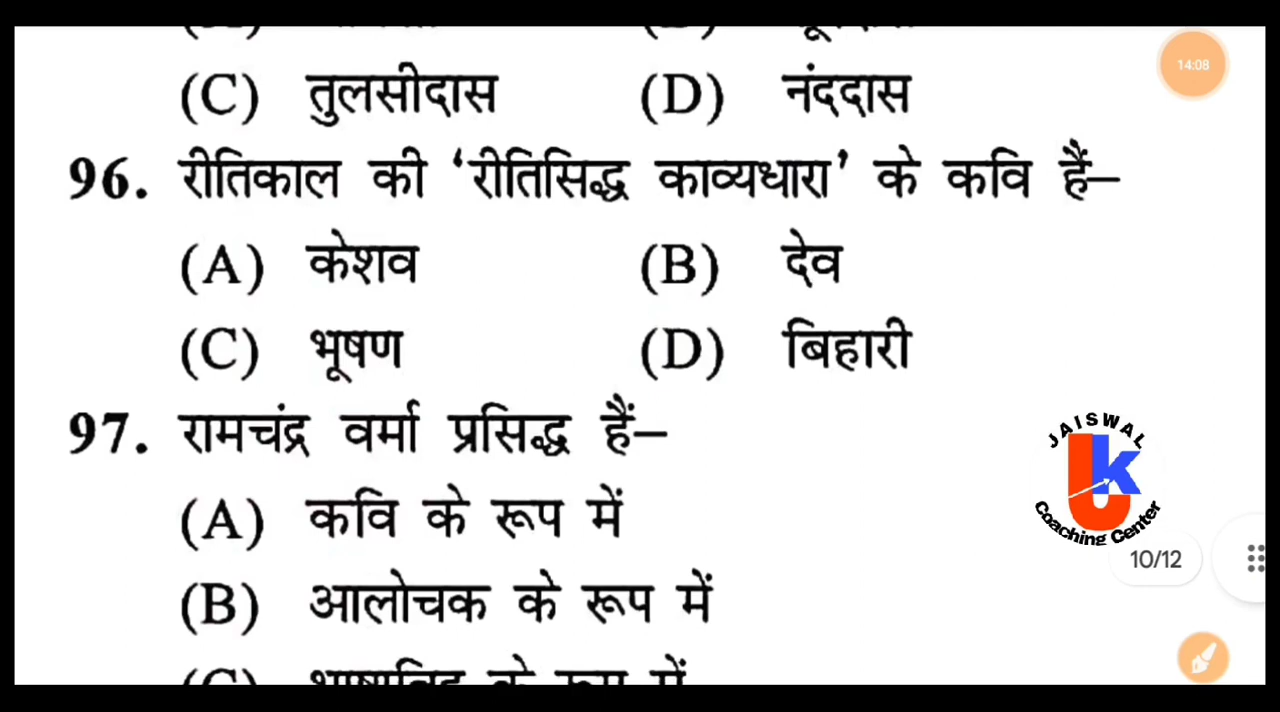 14:08
(C) तुलसीदास (D) नंददास
96. रीतिकाल की ‘रीतिसिद्ध काव्यधारा’ के कवि हैं–
(A) केशव (B) देव
(C) भूषण (D) बिहारी
97. रामचंद्र वर्मा प्रसिद्ध हैं–
(A) कवि के रूप में
JAISWAL
Jk
Coaching Center
10/12
(B) आलोचक के रूप में